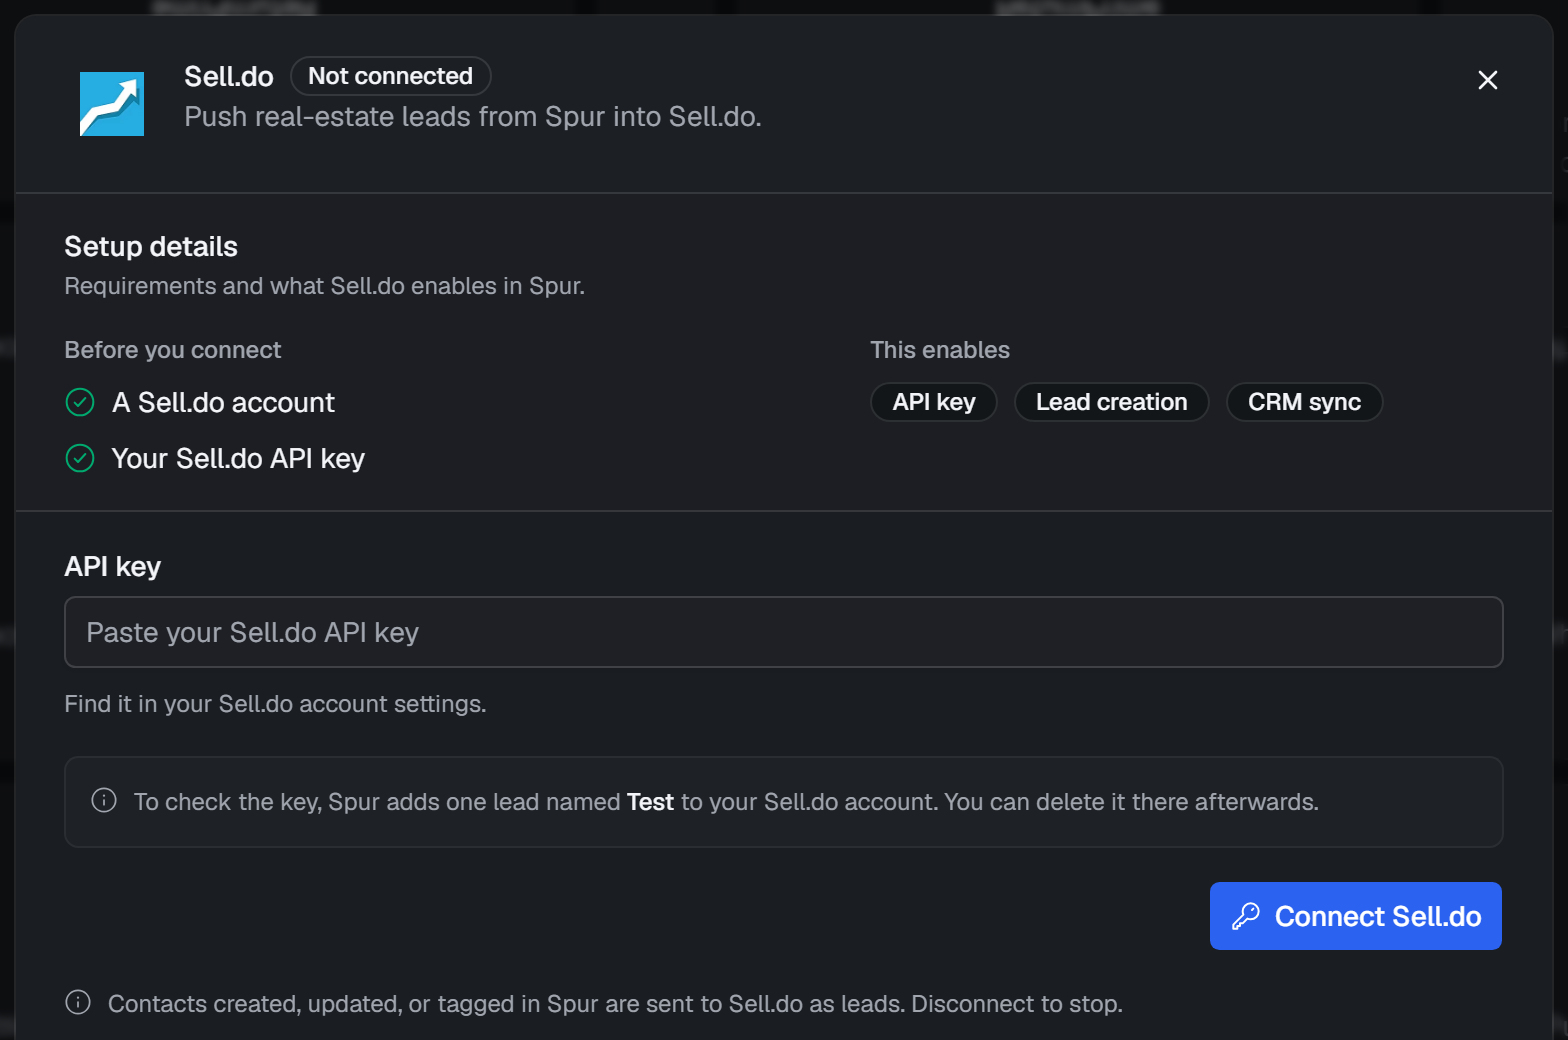 Sell.do
Not connected
Push real-estate leads from Spur into Sell.do.
Setup details
Requirements and what Sell.do enables in Spur.
Before you connect
A Sell.do account
Your Sell.do API key
This enables
API key
Lead creation
CRM sync
API key
Paste your Sell.do API key
Find it in your Sell.do account settings.
To check the key, Spur adds one lead named Test to your Sell.do account. You can delete it there afterwards.
Connect Sell.do
Contacts created, updated, or tagged in Spur are sent to Sell.do as leads. Disconnect to stop.